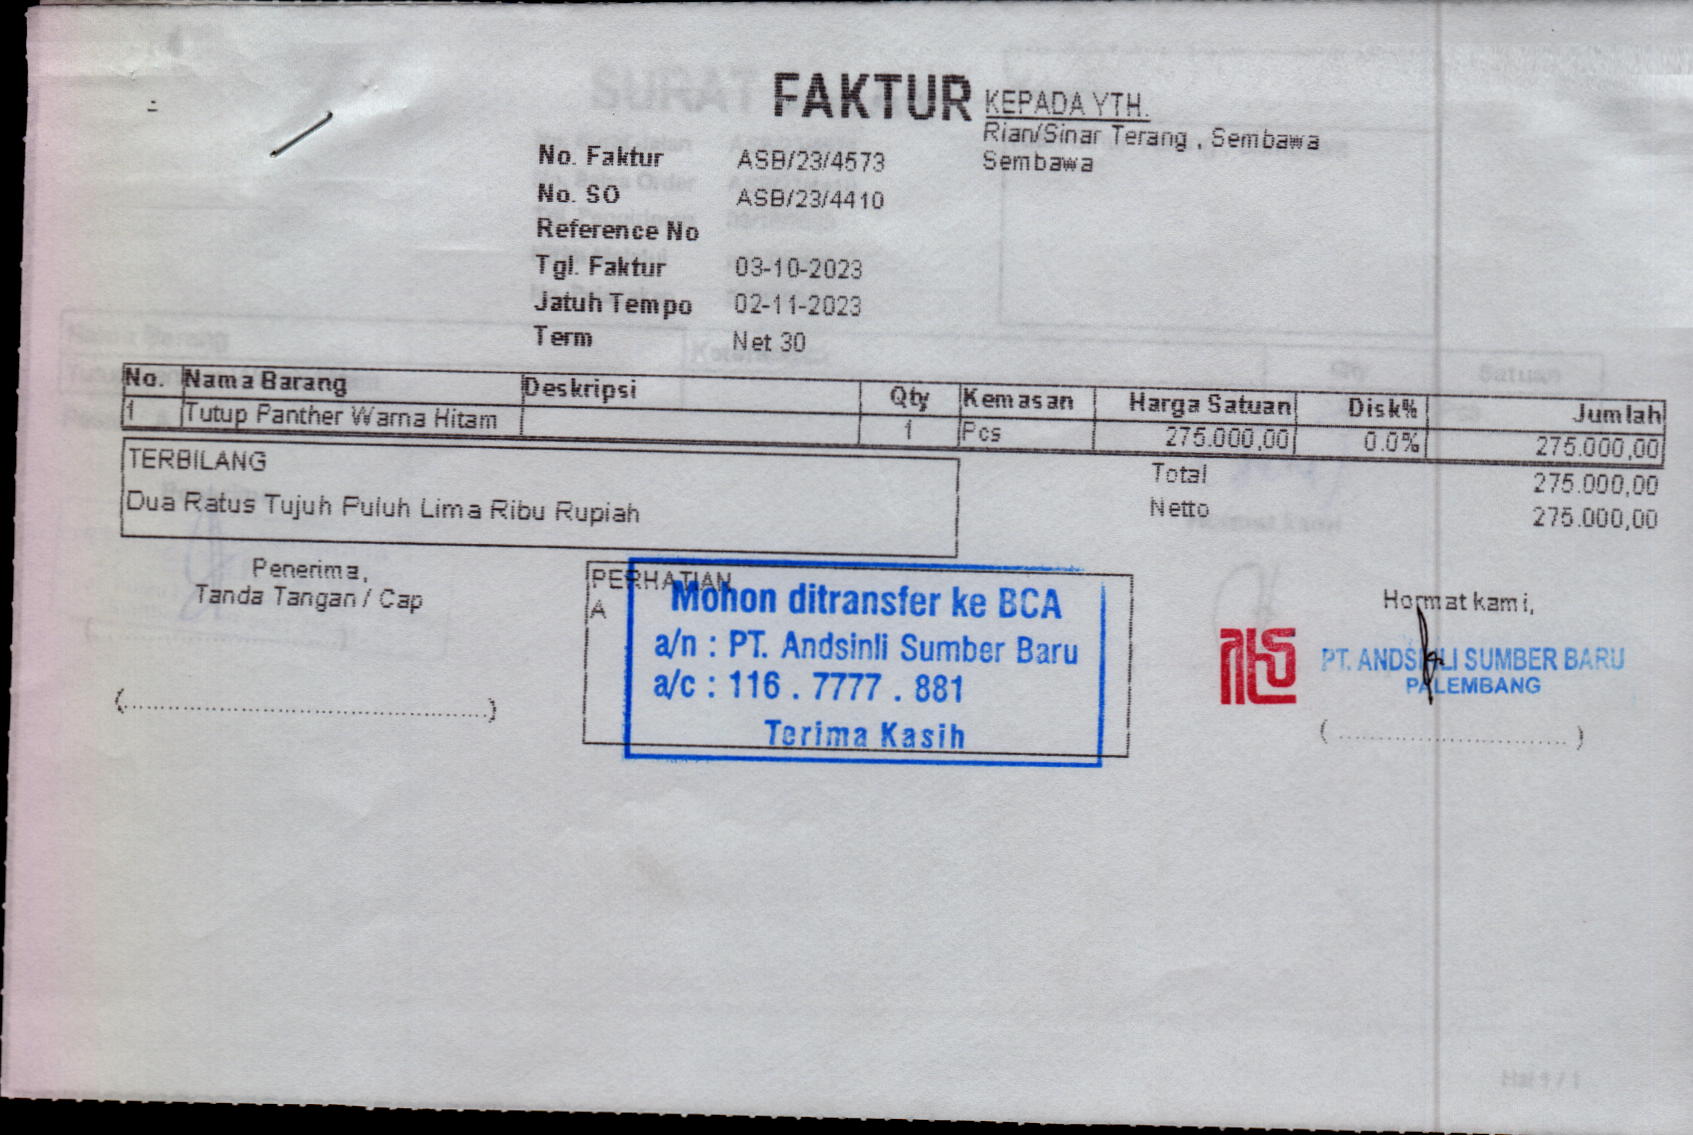 FAKTUR
KEPADA YTH.
Rian/Sinar Terang , Sembawa
Sembawa
No. Faktur ASB/23/4573
No. SO ASB/23/4410
Reference No
Tgl. Faktur 03-10-2023
Jatuh Tempo 02-11-2023
Term Net 30
No. Nama Barang Deskripsi Qty Kemasan Harga Satuan Disk% Jumlah
1 Tutup Panther Warna Hitam 1 Pcs 275.000,00 0.0% 275.000,00
TERBILANG
Dua Ratus Tujuh Puluh Lima Ribu Rupiah
Total 275.000,00
Netto 275.000,00
Penerima,
Tanda Tangan / Cap
(................................................)
PERHATIAN
A
Mohon ditransfer ke BCA
a/n : PT. Andsinli Sumber Baru
a/c : 116 . 7777 . 881
Terima Kasih
Hormat kami,
PT. ANDSINLI SUMBER BARU
PALEMBANG
( ................................ )